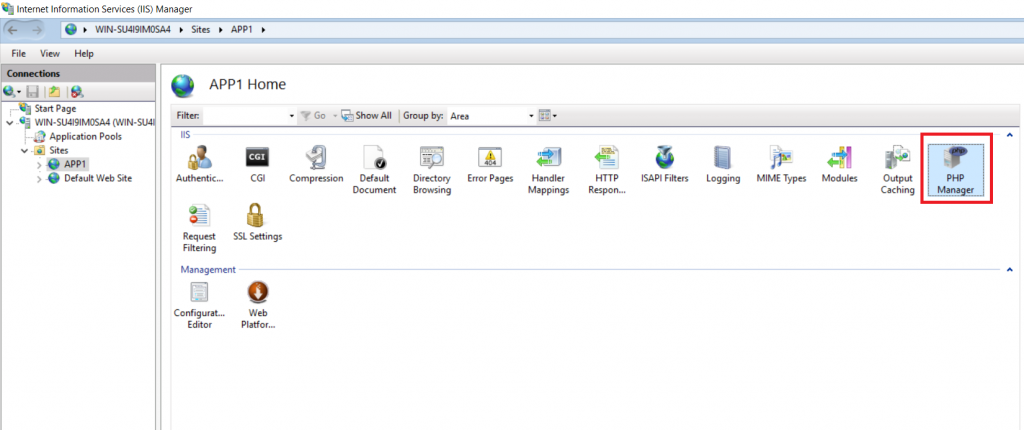 Internet Information Services (IIS) Manager
WIN-SU4I9IM0SA4 Sites APP1
File View Help
Connections
Start Page
WIN-SU4I9IM0SA4 (WIN-SU4I
Application Pools
Sites
APP1
Default Web Site
APP1 Home
Filter: Go Show All Group by: Area
IIS
Authentic... CGI Compression Default Document Directory Browsing Error Pages Handler Mappings HTTP Respon... ISAPI Filters Logging MIME Types Modules Output Caching PHP Manager
Request Filtering SSL Settings
Management
Configurat... Editor Web Platfor...